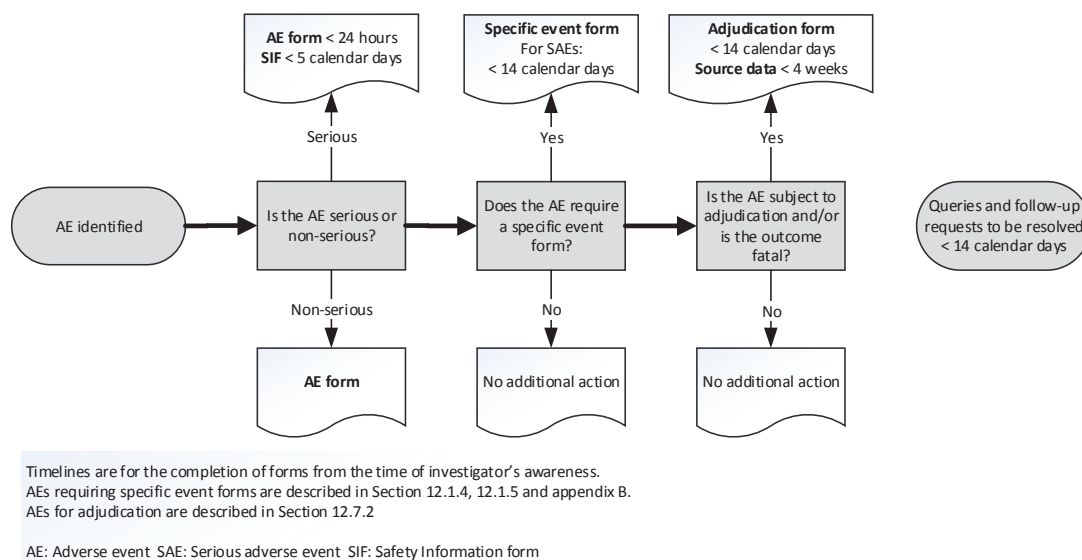 AE form < 24 hours
SIF < 5 calendar days
Specific event form
For SAEs:
< 14 calendar days
Adjudication form
< 14 calendar days
Source data < 4 weeks
Serious
Yes
Yes
AE identified
Is the AE serious or
non-serious?
Does the AE require
a specific event
form?
Is the AE subject to
adjudication and/or
is the outcome
fatal?
Queries and follow-up
requests to be resolved
< 14 calendar days
Non-serious
No
No
AE form
No additional action
No additional action
Timelines are for the completion of forms from the time of investigator's awareness.
AEs requiring specific event forms are described in Section 12.1.4, 12.1.5 and appendix B.
AEs for adjudication are described in Section 12.7.2
AE: Adverse event SAE: Serious adverse event SIF: Safety Information form